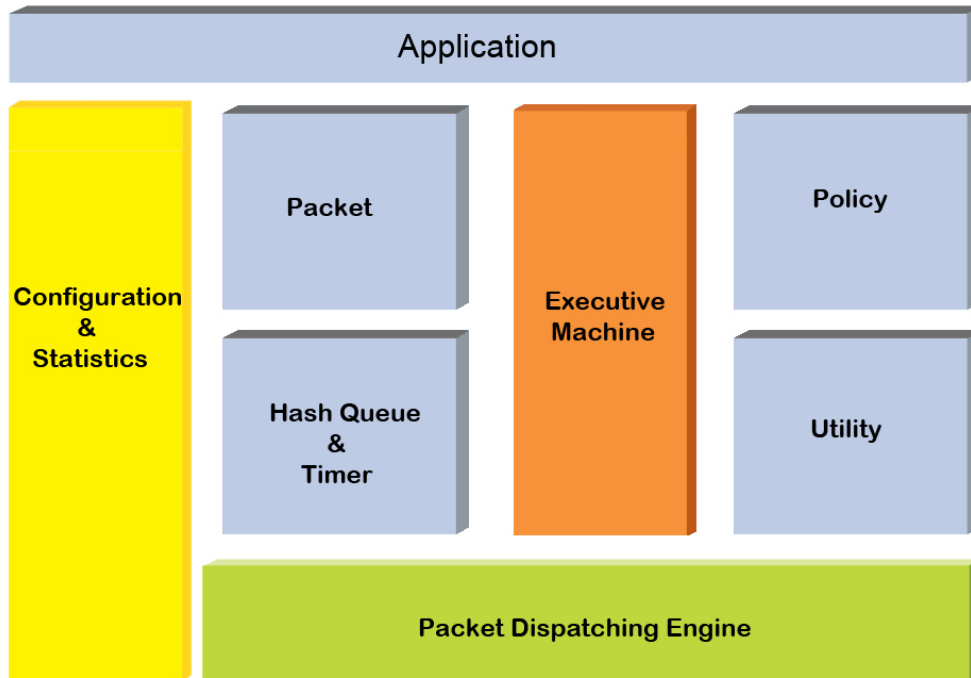 Application
Packet
Policy
Configuration
&
Statistics
Executive
Machine
Hash Queue
&
Timer
Utility
Packet Dispatching Engine